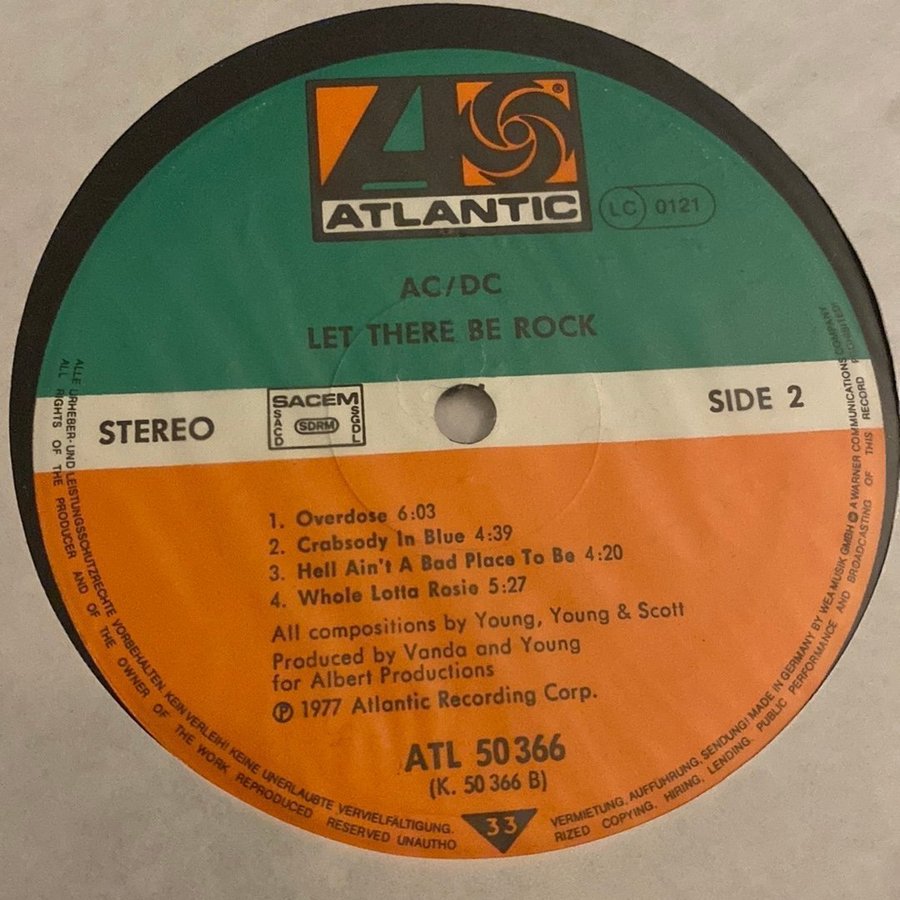 ATLANTIC
®
LC 0121
AC/DC
LET THERE BE ROCK
STEREO
SACEM
SACD
SDRM
SGDL
SIDE 2
1. Overdose 6:03
2. Crabsody In Blue 4:39
3. Hell Ain't A Bad Place To Be 4:20
4. Whole Lotta Rosie 5:27
All compositions by Young, Young & Scott
Produced by Vanda and Young
for Albert Productions
℗ 1977 Atlantic Recording Corp.
ATL 50 366
(K. 50 366 B)
33
ALLE URHEBER- UND LEISTUNGSSCHUTZRECHTE VORBEHALTEN. KEIN VERLEIH! KEINE UNERLAUBTE VERVIELFÄLTIGUNG. VERMIETUNG, AUFFÜHRUNG, SENDUNG! MADE IN GERMANY BY WEA MUSIK GMBH A WARNER COMMUNICATIONS COMPANY
ALL RIGHTS OF THE PRODUCER AND OF THE OWNER OF THE WORK REPRODUCED RESERVED UNAUTHORIZED COPYING, HIRING, LENDING, PUBLIC PERFORMANCE AND BROADCASTING OF THIS RECORD PROHIBITED!